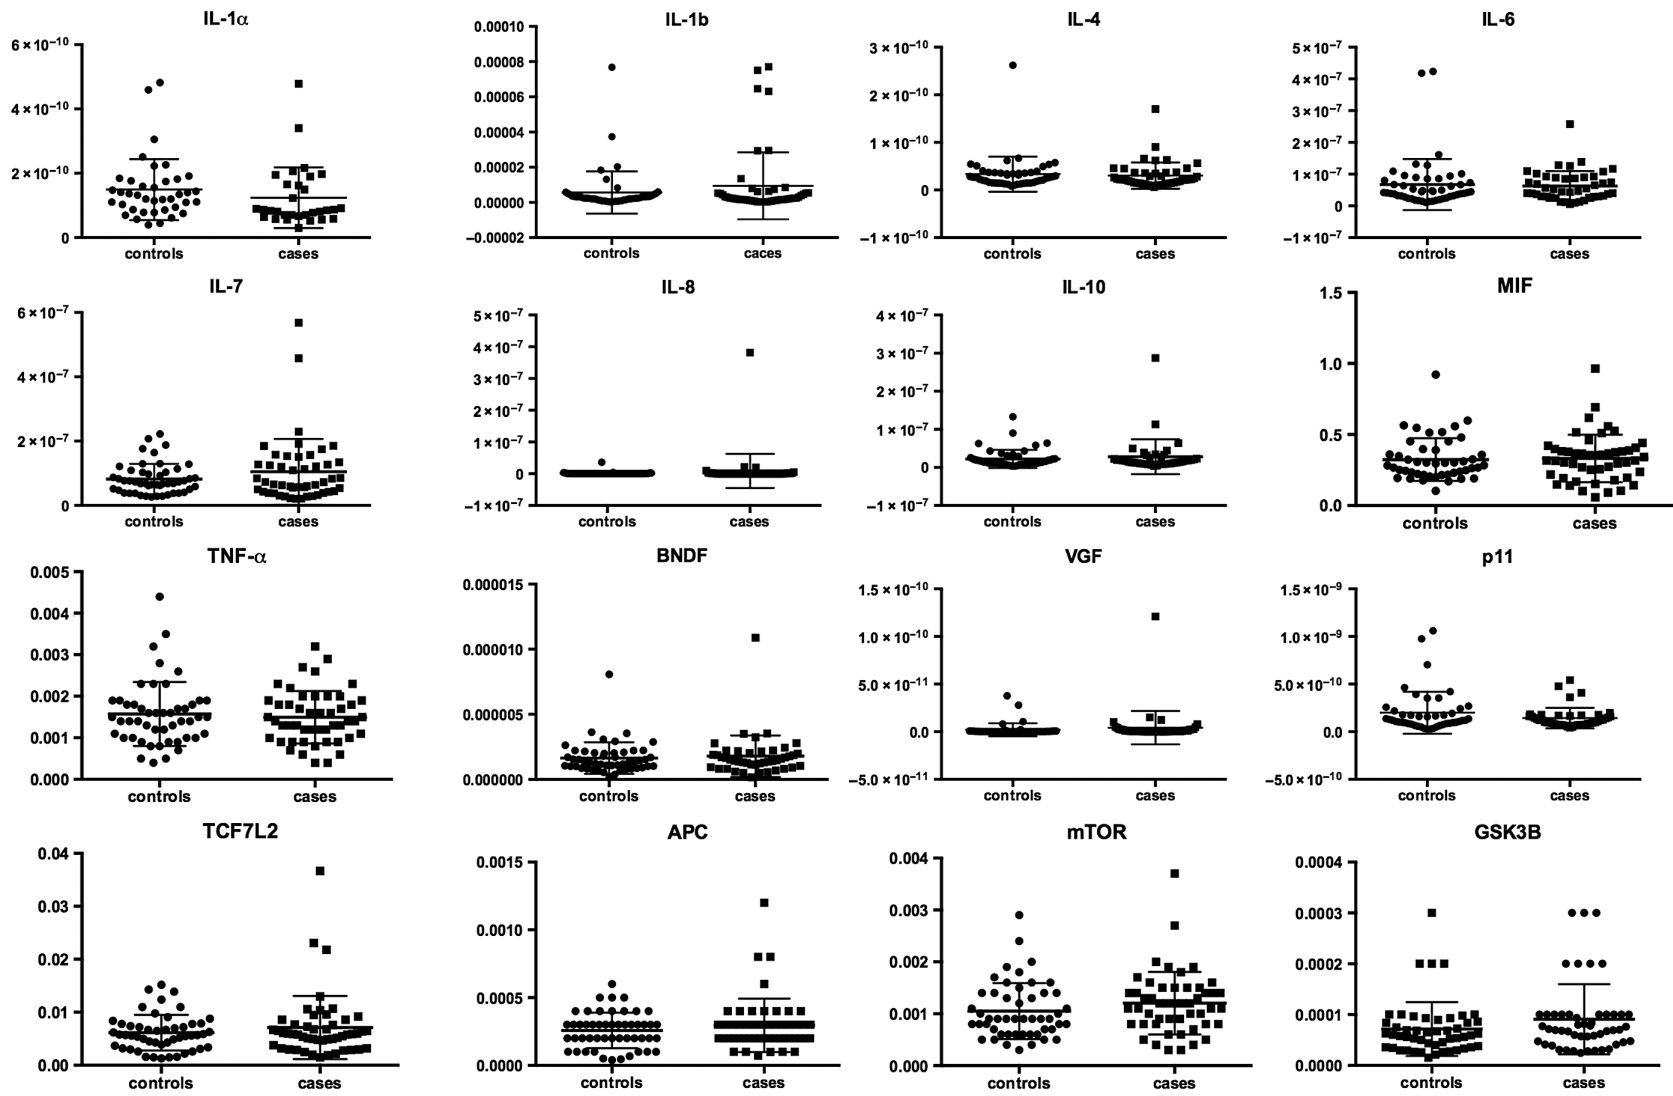 IL-1α
6 × 10⁻¹⁰
4 × 10⁻¹⁰
2 × 10⁻¹⁰
0
controls cases
IL-1b
0.00010
0.00008
0.00006
0.00004
0.00002
0.00000
−0.00002
controls caces
IL-4
3 × 10⁻¹⁰
2 × 10⁻¹⁰
1 × 10⁻¹⁰
0
−1 × 10⁻¹⁰
controls cases
IL-6
5 × 10⁻⁷
4 × 10⁻⁷
3 × 10⁻⁷
2 × 10⁻⁷
1 × 10⁻⁷
0
−1 × 10⁻⁷
controls cases
IL-7
6 × 10⁻⁷
4 × 10⁻⁷
2 × 10⁻⁷
0
controls cases
IL-8
5 × 10⁻⁷
4 × 10⁻⁷
3 × 10⁻⁷
2 × 10⁻⁷
1 × 10⁻⁷
0
−1 × 10⁻⁷
controls cases
IL-10
4 × 10⁻⁷
3 × 10⁻⁷
2 × 10⁻⁷
1 × 10⁻⁷
0
−1 × 10⁻⁷
controls cases
MIF
1.5
1.0
0.5
0.0
controls cases
TNF-α
0.005
0.004
0.003
0.002
0.001
0.000
controls cases
BNDF
0.000015
0.000010
0.000005
0.000000
controls cases
VGF
1.5 × 10⁻¹⁰
1.0 × 10⁻¹⁰
5.0 × 10⁻¹¹
0.0
−5.0 × 10⁻¹¹
controls cases
p11
1.5 × 10⁻⁹
1.0 × 10⁻⁹
5.0 × 10⁻¹⁰
0.0
−5.0 × 10⁻¹⁰
controls cases
TCF7L2
0.04
0.03
0.02
0.01
0.00
controls cases
APC
0.0015
0.0010
0.0005
0.0000
controls cases
mTOR
0.004
0.003
0.002
0.001
0.000
controls cases
GSK3B
0.0004
0.0003
0.0002
0.0001
0.0000
controls cases